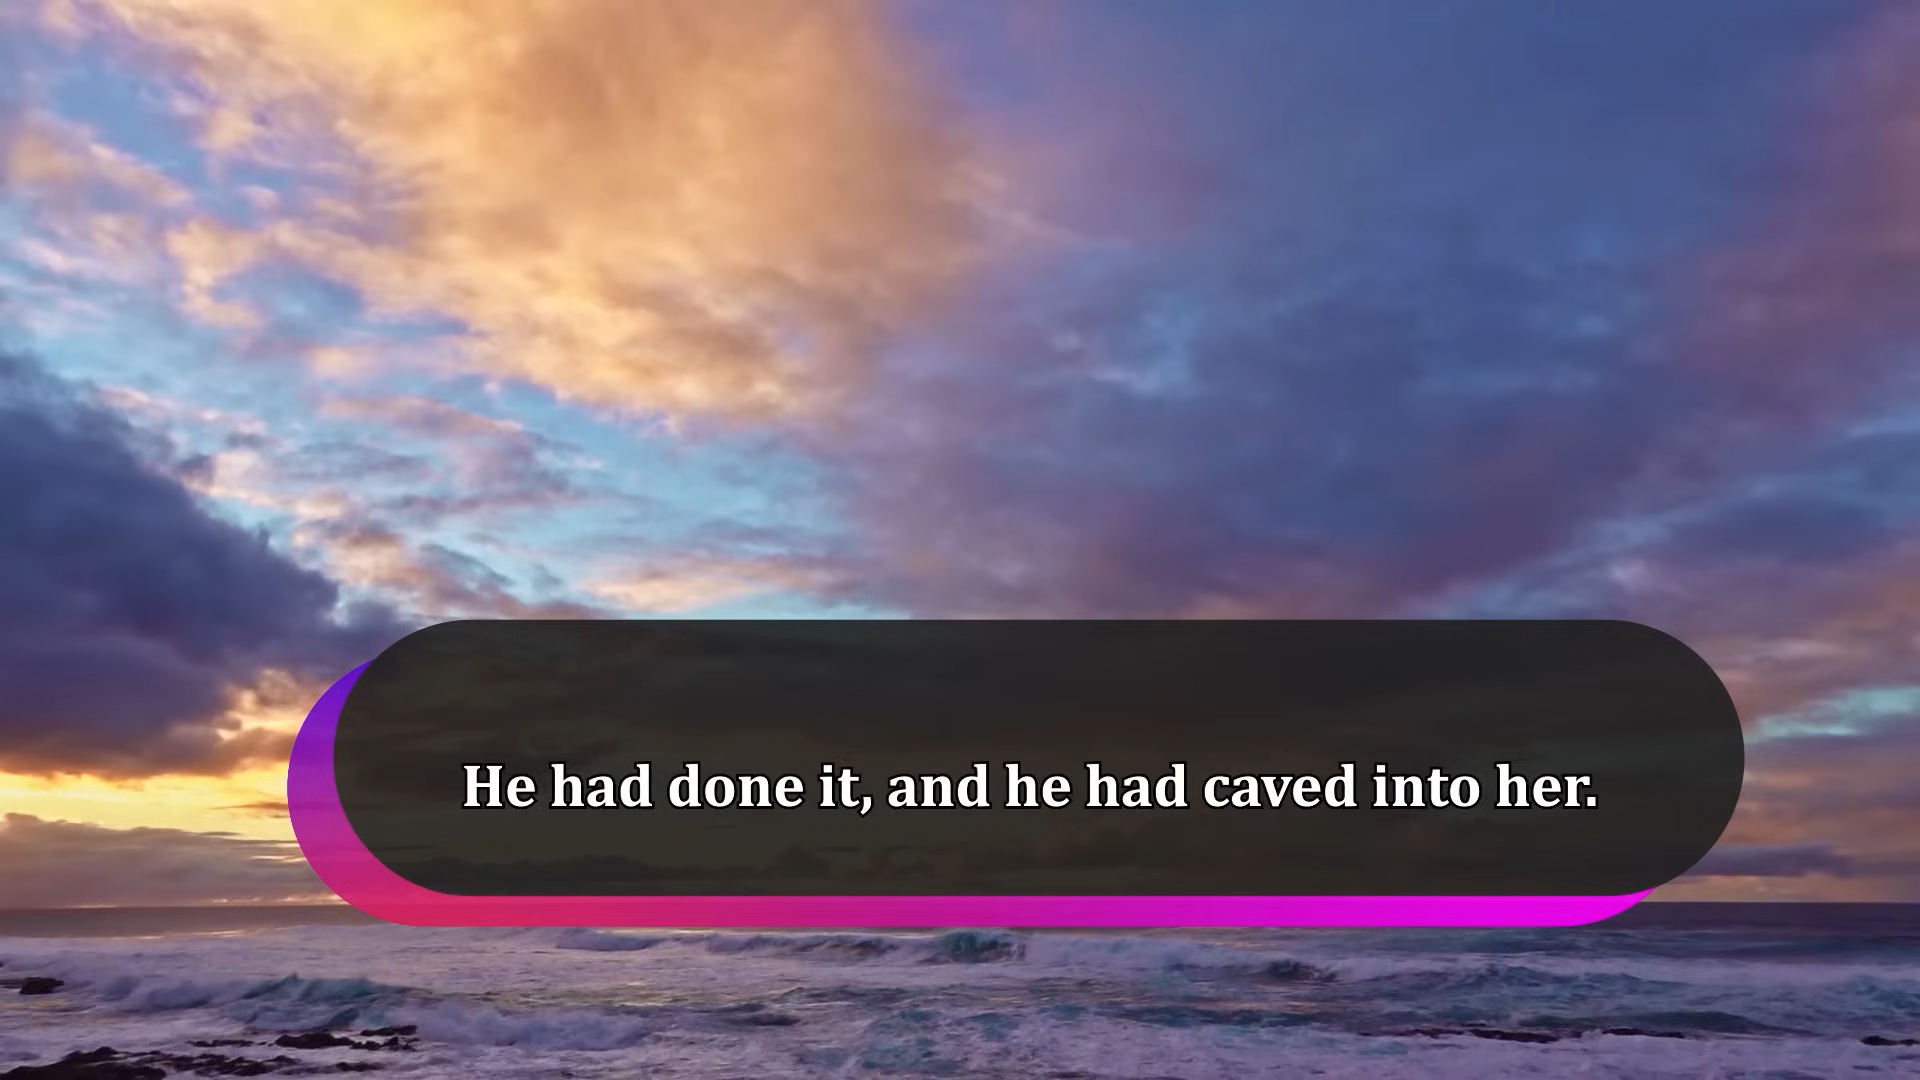 He had done it, and he had caved into her.